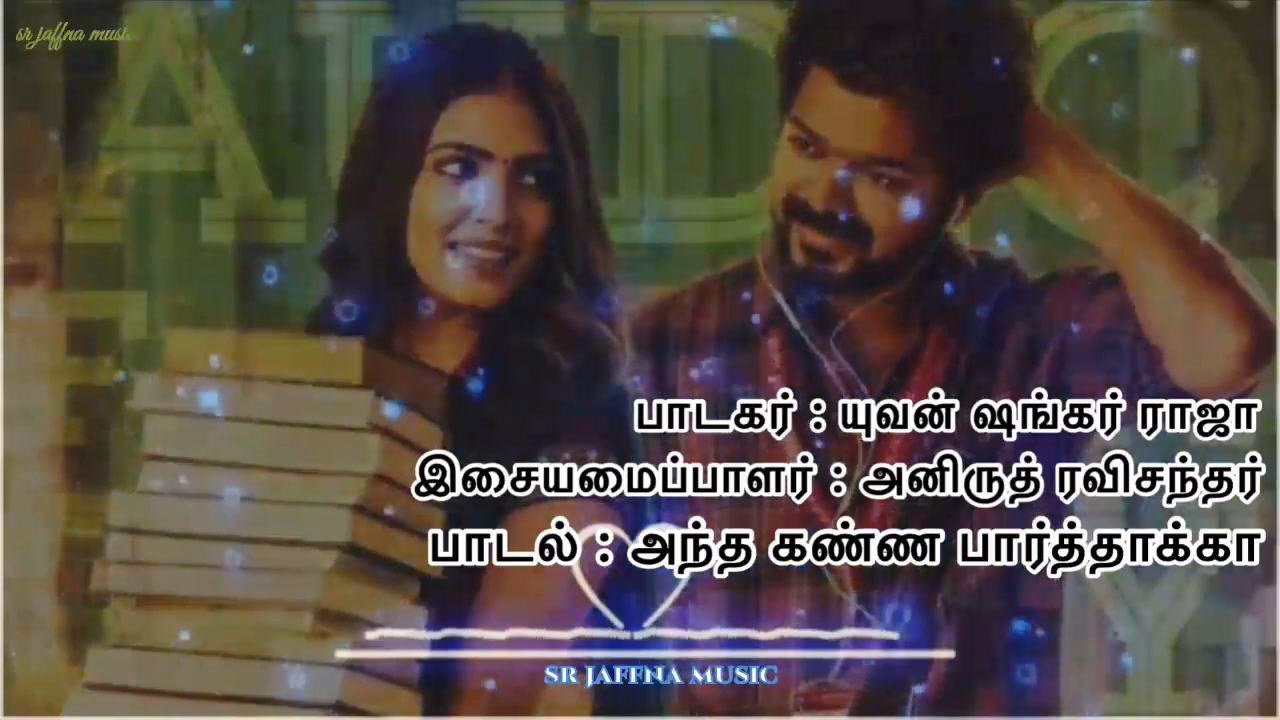 sr jaffna music
AUDIO
பாடகர் : யுவன் ஷங்கர் ராஜா
இசையமைப்பாளர் : அனிருத் ரவிசந்தர்
பாடல் : அந்த கண்ண பார்த்தாக்கா
SR JAFFNA MUSIC